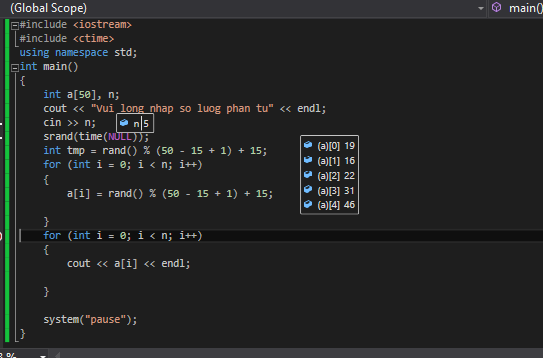 (Global Scope) main()
#include <iostream>
#include <ctime>
using namespace std;
int main()
{
int a[50], n;
cout << "Vui long nhap so luog phan tu" << endl;
cin >> n; n 5
srand(time(NULL));
int tmp = rand() % (50 - 15 + 1) + 15; (a)[0] 19
for (int i = 0; i < n; i++) (a)[1] 16
{ (a)[2] 22
a[i] = rand() % (50 - 15 + 1) + 15; (a)[3] 31
(a)[4] 46
}
for (int i = 0; i < n; i++)
{
cout << a[i] << endl;
}
system("pause");
}
%